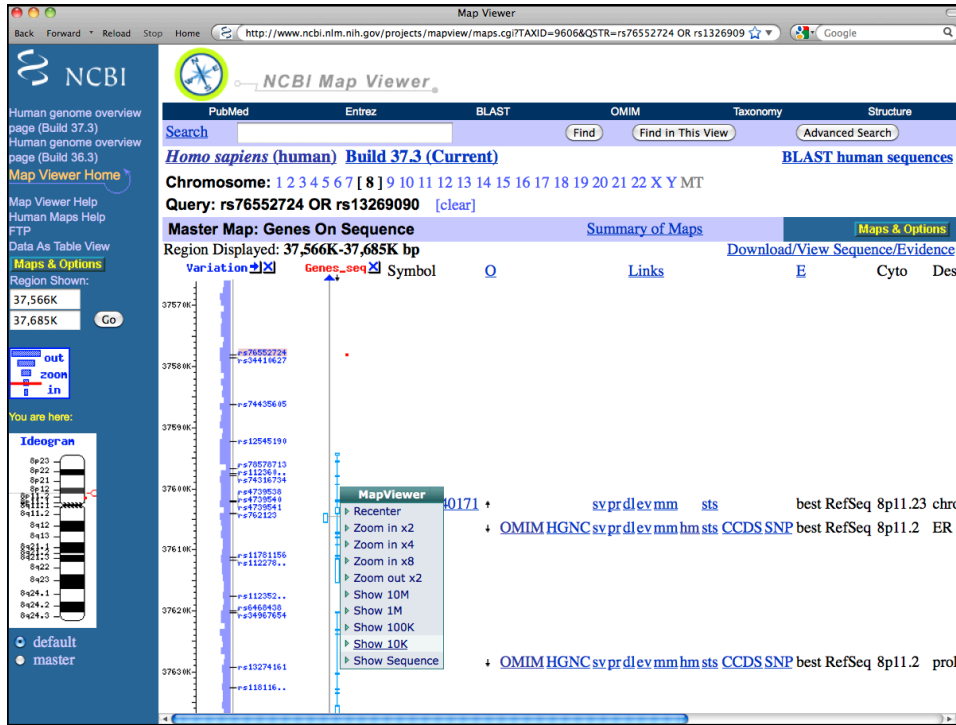 Map Viewer
Back Forward Reload Stop Home http://www.ncbi.nlm.nih.gov/projects/mapview/maps.cgi?TAXID=9606&QSTR=rs76552724 OR rs1326909 Google
NCBI
NCBI Map Viewer
PubMed Entrez BLAST OMIM Taxonomy Structure
Search Find Find in This View Advanced Search
Human genome overview
page (Build 37.3)
Human genome overview
page (Build 36.3)
Map Viewer Home
Map Viewer Help
Human Maps Help
FTP
Data As Table View
Maps & Options
Region Shown:
37,566K
37,685K Go
out
zoom
in
You are here:
Ideogram
8p23
8p22
8p21
8p12
8q12
8q13
8q22
8q23
8q24.1
8q24.2
8q24.3
default
master
Homo sapiens (human) Build 37.3 (Current) BLAST human sequences
Chromosome: 1 2 3 4 5 6 7 [ 8 ] 9 10 11 12 13 14 15 16 17 18 19 20 21 22 X Y MT
Query: rs76552724 OR rs13269090 [clear]
Master Map: Genes On Sequence Summary of Maps Maps & Options
Region Displayed: 37,566K-37,685K bp Download/View Sequence/Evidence
Variation Genes_seq Symbol O Links E Cyto Des
37570K
rs76552724
rs34410627
37580K
rs74435605
37590K
rs12545190
rs78578713
rs112360..
rs74316734
37600K
rs4739538
rs4739540
rs4739541
rs762123
37610K
rs11781156
rs112278..
rs112352..
37620K
rs6468438
rs34967654
rs13274161
37630K
rs118116..
MapViewer
Recenter
Zoom in x2
Zoom in x4
Zoom in x8
Zoom out x2
Show 10M
Show 1M
Show 100K
Show 10K
Show Sequence
40171 sv pr dl ev mm sts best RefSeq 8p11.23 chro
OMIM HGNC sv pr dl ev mm hm sts CCDS SNP best RefSeq 8p11.2 ER
OMIM HGNC sv pr dl ev mm hm sts CCDS SNP best RefSeq 8p11.2 prol